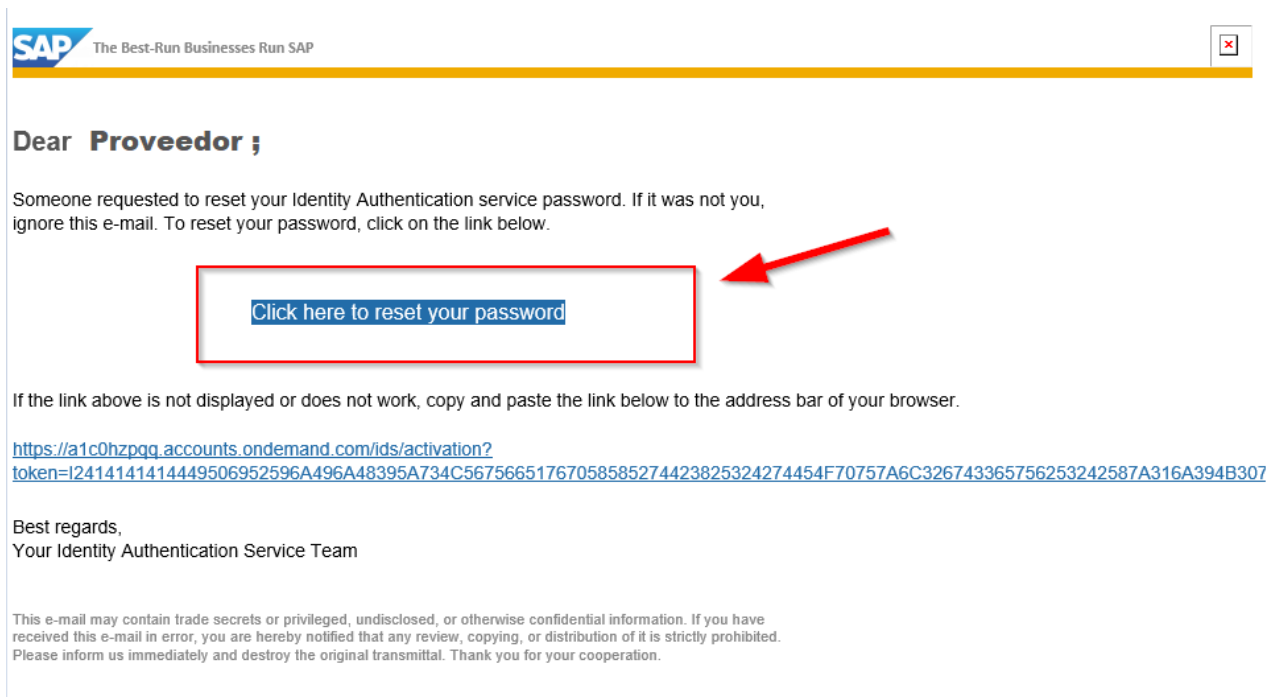 SAP The Best-Run Businesses Run SAP
Dear Proveedor ;
Someone requested to reset your Identity Authentication service password. If it was not you,
ignore this e-mail. To reset your password, click on the link below.
Click here to reset your password
If the link above is not displayed or does not work, copy and paste the link below to the address bar of your browser.
https://a1c0hzpqq.accounts.ondemand.com/ids/activation?
token=I2414141414449506952596A496A48395A734C567566517670585852744238253242​74454F70757A6C326743365756253242587A316A394B307
Best regards,
Your Identity Authentication Service Team
This e-mail may contain trade secrets or privileged, undisclosed, or otherwise confidential information. If you have
received this e-mail in error, you are hereby notified that any review, copying, or distribution of it is strictly prohibited.
Please inform us immediately and destroy the original transmittal. Thank you for your cooperation.